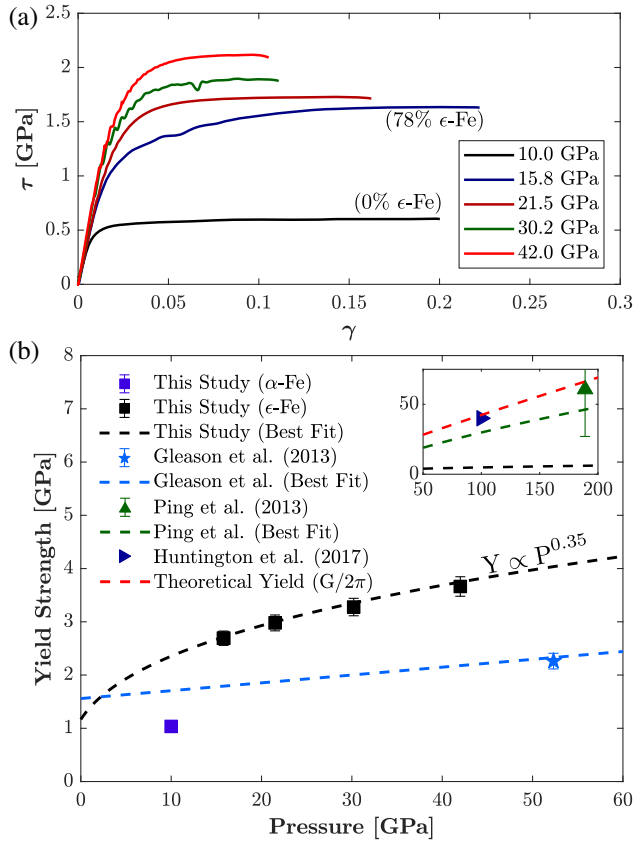 (a)
2.5
2
1.5
1
0.5
0
τ [GPa]
(78% ϵ-Fe)
(0% ϵ-Fe)
10.0 GPa
15.8 GPa
21.5 GPa
30.2 GPa
42.0 GPa
0 0.05 0.1 0.15 0.2 0.25 0.3
γ
(b)
8
7
6
5
4
3
2
1
0
Yield Strength [GPa]
This Study (α-Fe)
This Study (ϵ-Fe)
This Study (Best Fit)
Gleason et al. (2013)
Gleason et al. (Best Fit)
Ping et al. (2013)
Ping et al. (Best Fit)
Huntington et al. (2017)
Theoretical Yield (G/2π)
50
0
50 100 150 200
Y ∝ P^0.35
0 10 20 30 40 50 60
Pressure [GPa]